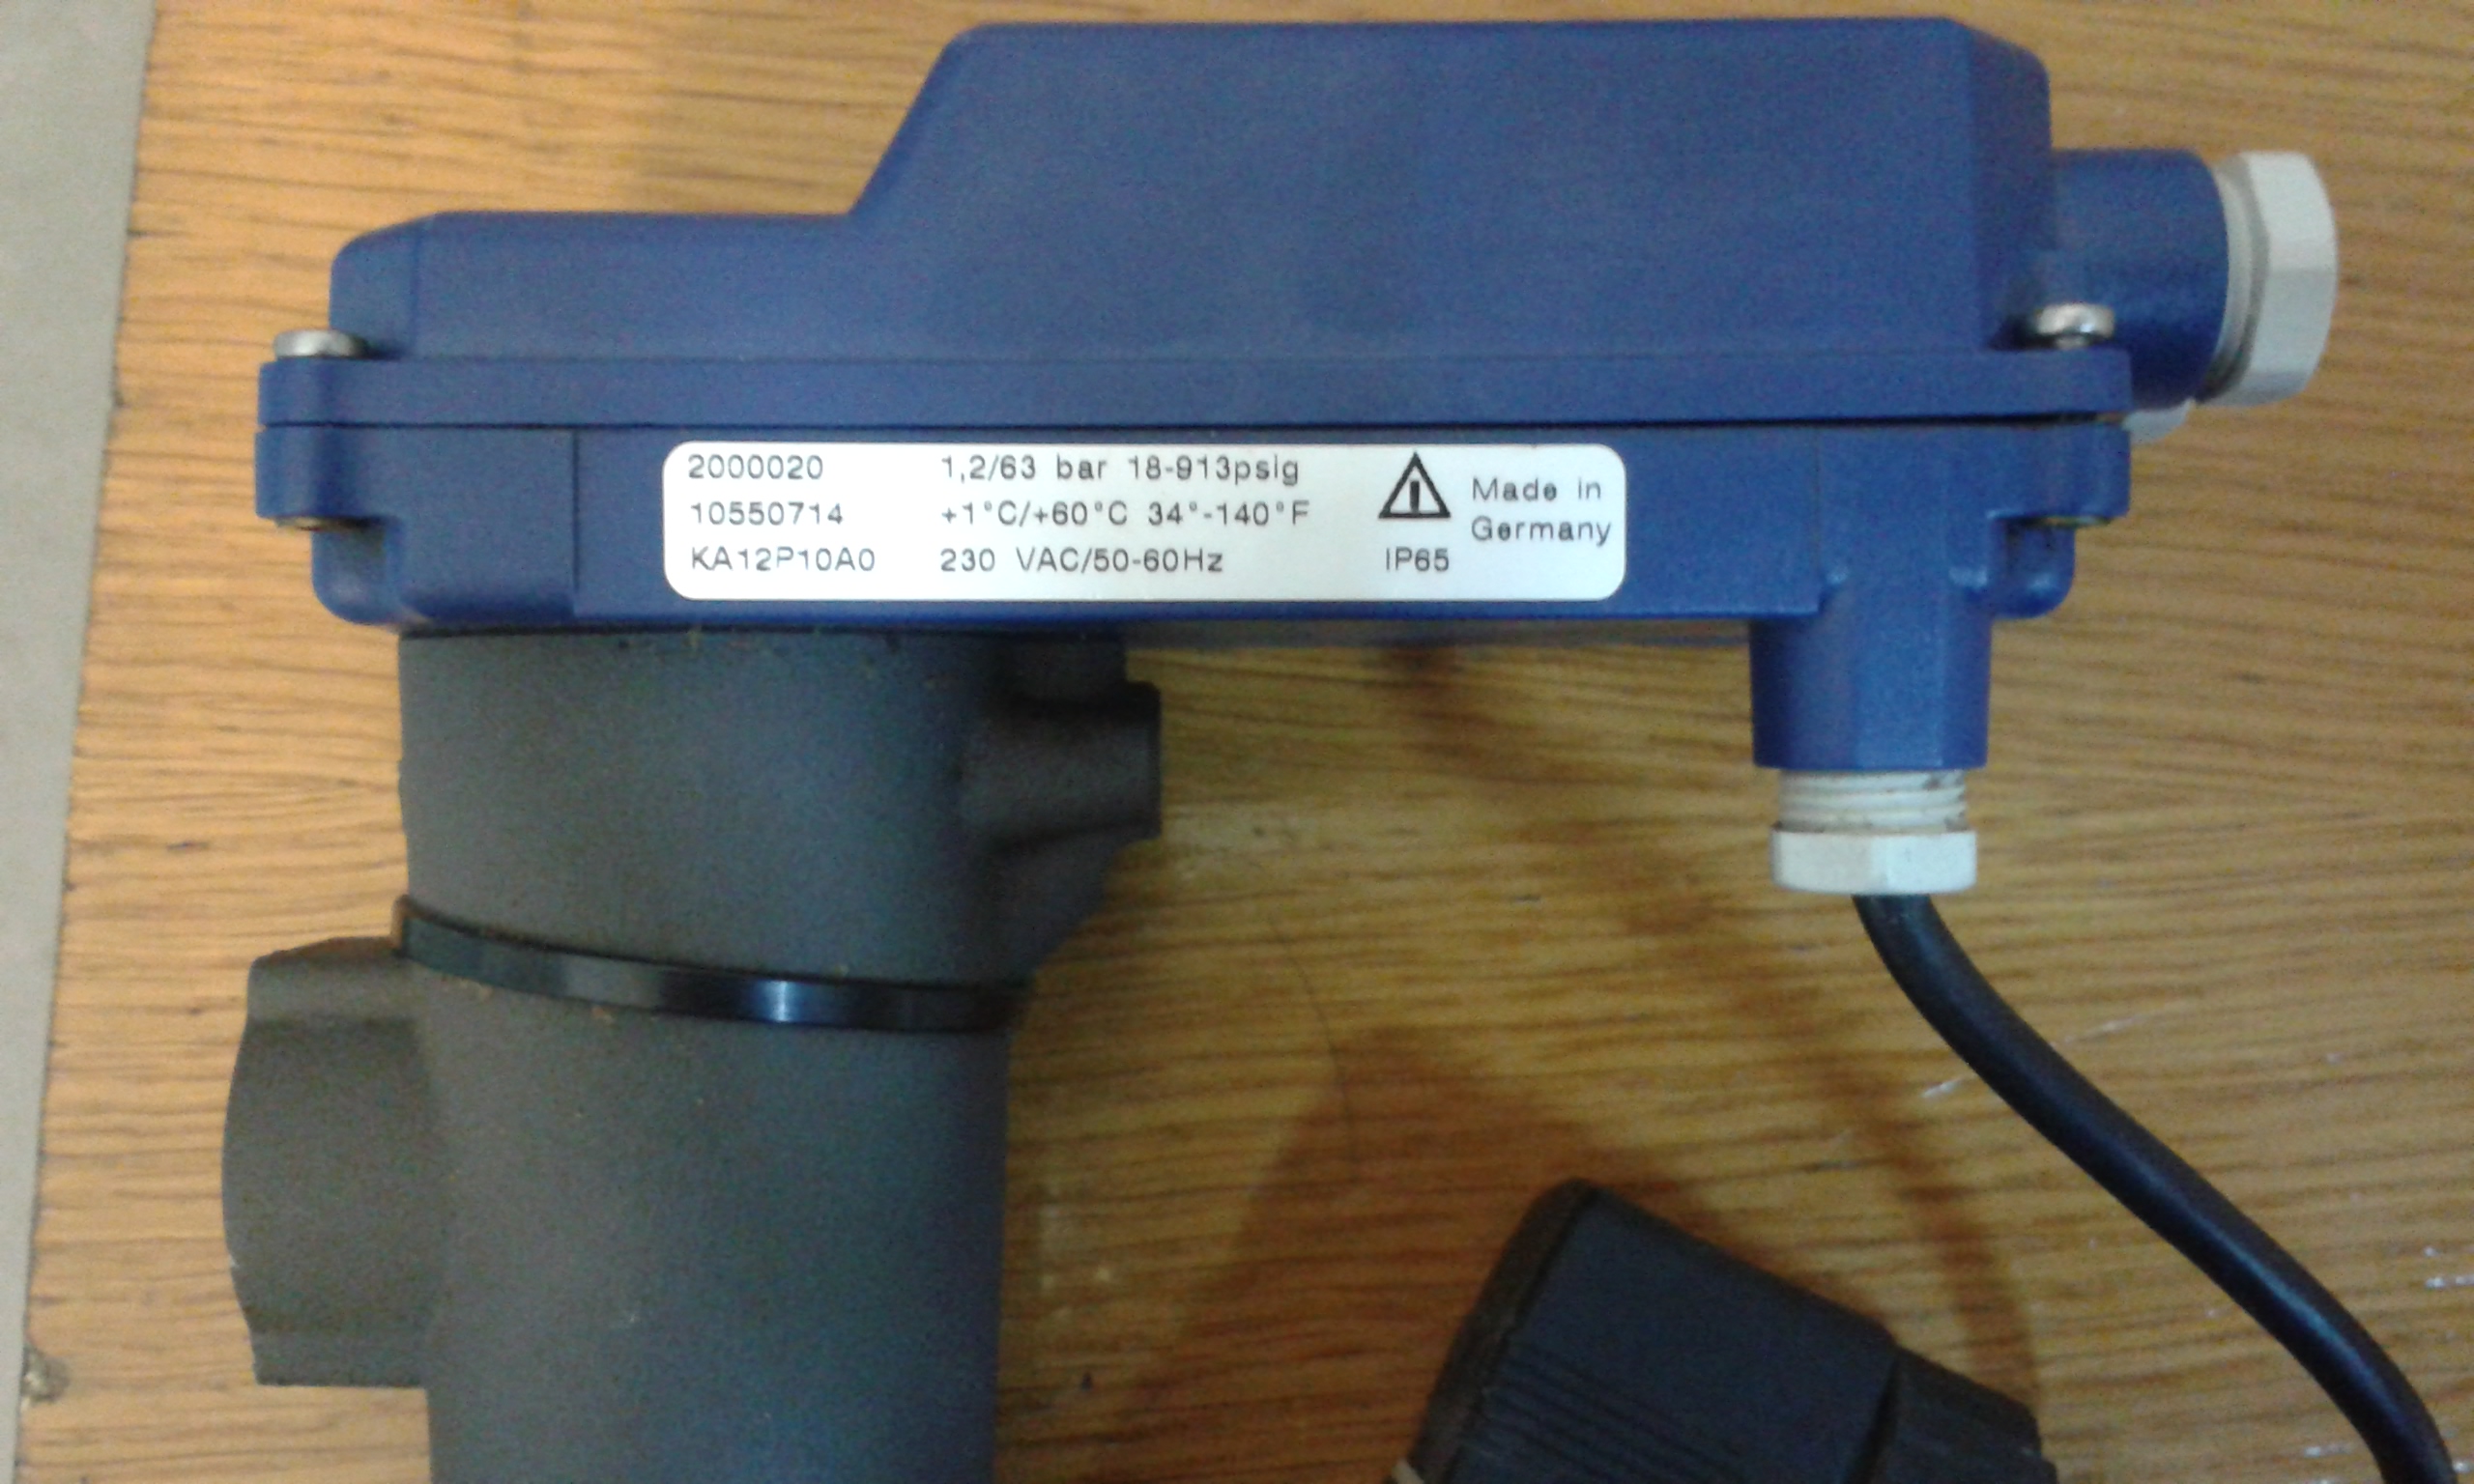 2000020 1,2/63 bar 18-913psig
10550714 +1°C/+60°C 34°-140°F
KA12P10A0 230 VAC/50-60Hz
Made in
Germany
IP65